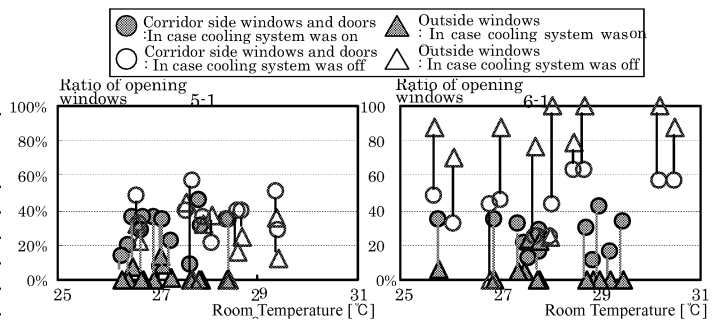 Corridor side windows and doors
:In case cooling system was on
Outside windows
: In case cooling system was on
Corridor side windows and doors
: In case cooling system was off
Outside windows
: In case cooling system was off
Ratio of opening
windows
5-1
100%
80%
60%
40%
20%
0%
25
27
29
31
Room Temperature [℃]
Ratio of opening
windows
6-1
100
80
60
40
20%
0%
25
27
29
31
Room Temperature [℃]